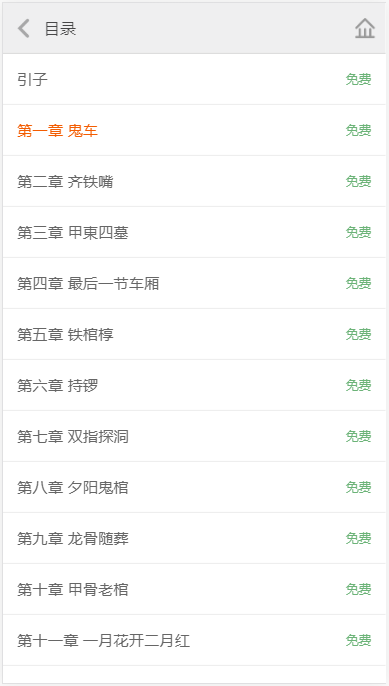 目录
引子 免费
第一章 鬼车 免费
第二章 齐铁嘴 免费
第三章 甲東四墓 免费
第四章 最后一节车厢 免费
第五章 铁棺椁 免费
第六章 持锣 免费
第七章 双指探洞 免费
第八章 夕阳鬼棺 免费
第九章 龙骨随葬 免费
第十章 甲骨老棺 免费
第十一章 一月花开二月红 免费